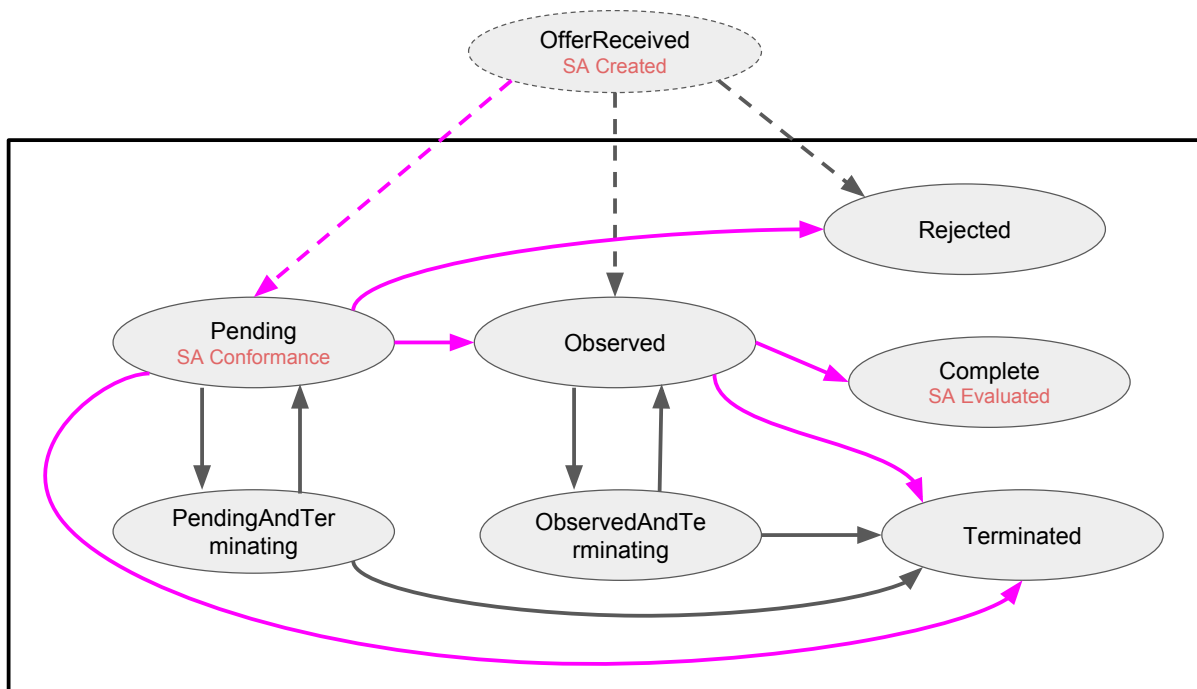 OfferReceived
SA Created
Rejected
Pending
SA Conformance
Observed
Complete
SA Evaluated
PendingAndTer
minating
ObservedAndTe
rminating
Terminated